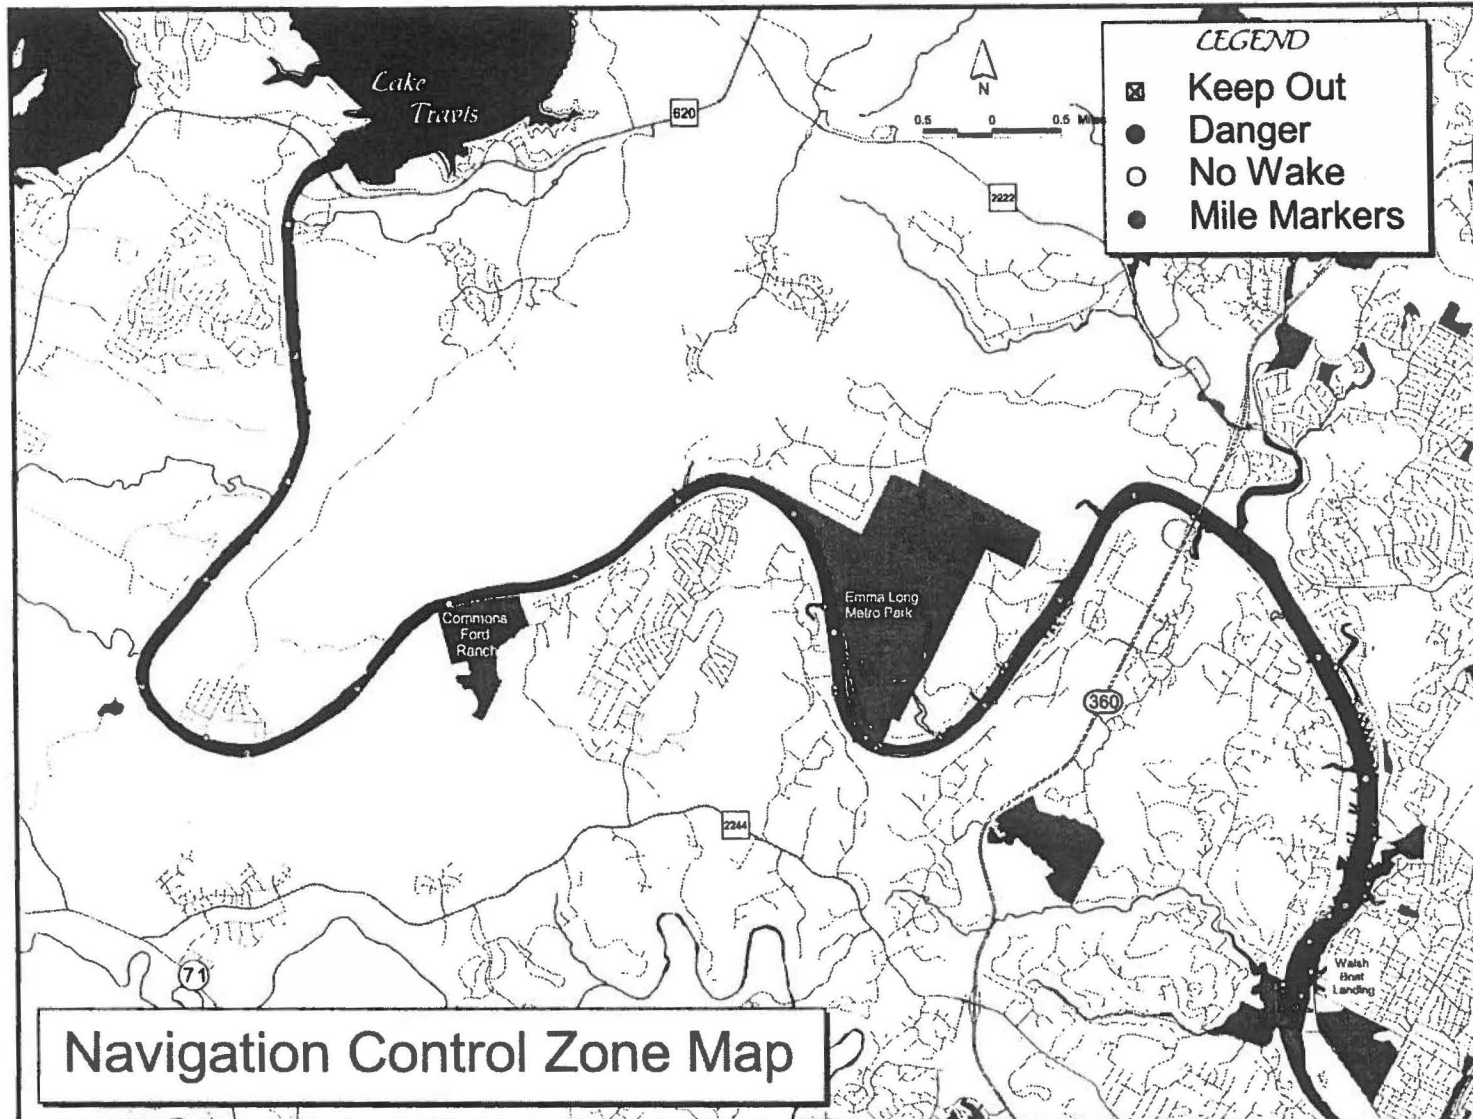 LEGEND
Keep Out
Danger
No Wake
Mile Markers
N
0.5 0 0.5 Miles
Lake
Travis
620
2222
Commons
Ford
Ranch
Emma Long
Metro Park
360
2244
71
Walsh
Boat
Landing
Navigation Control Zone Map